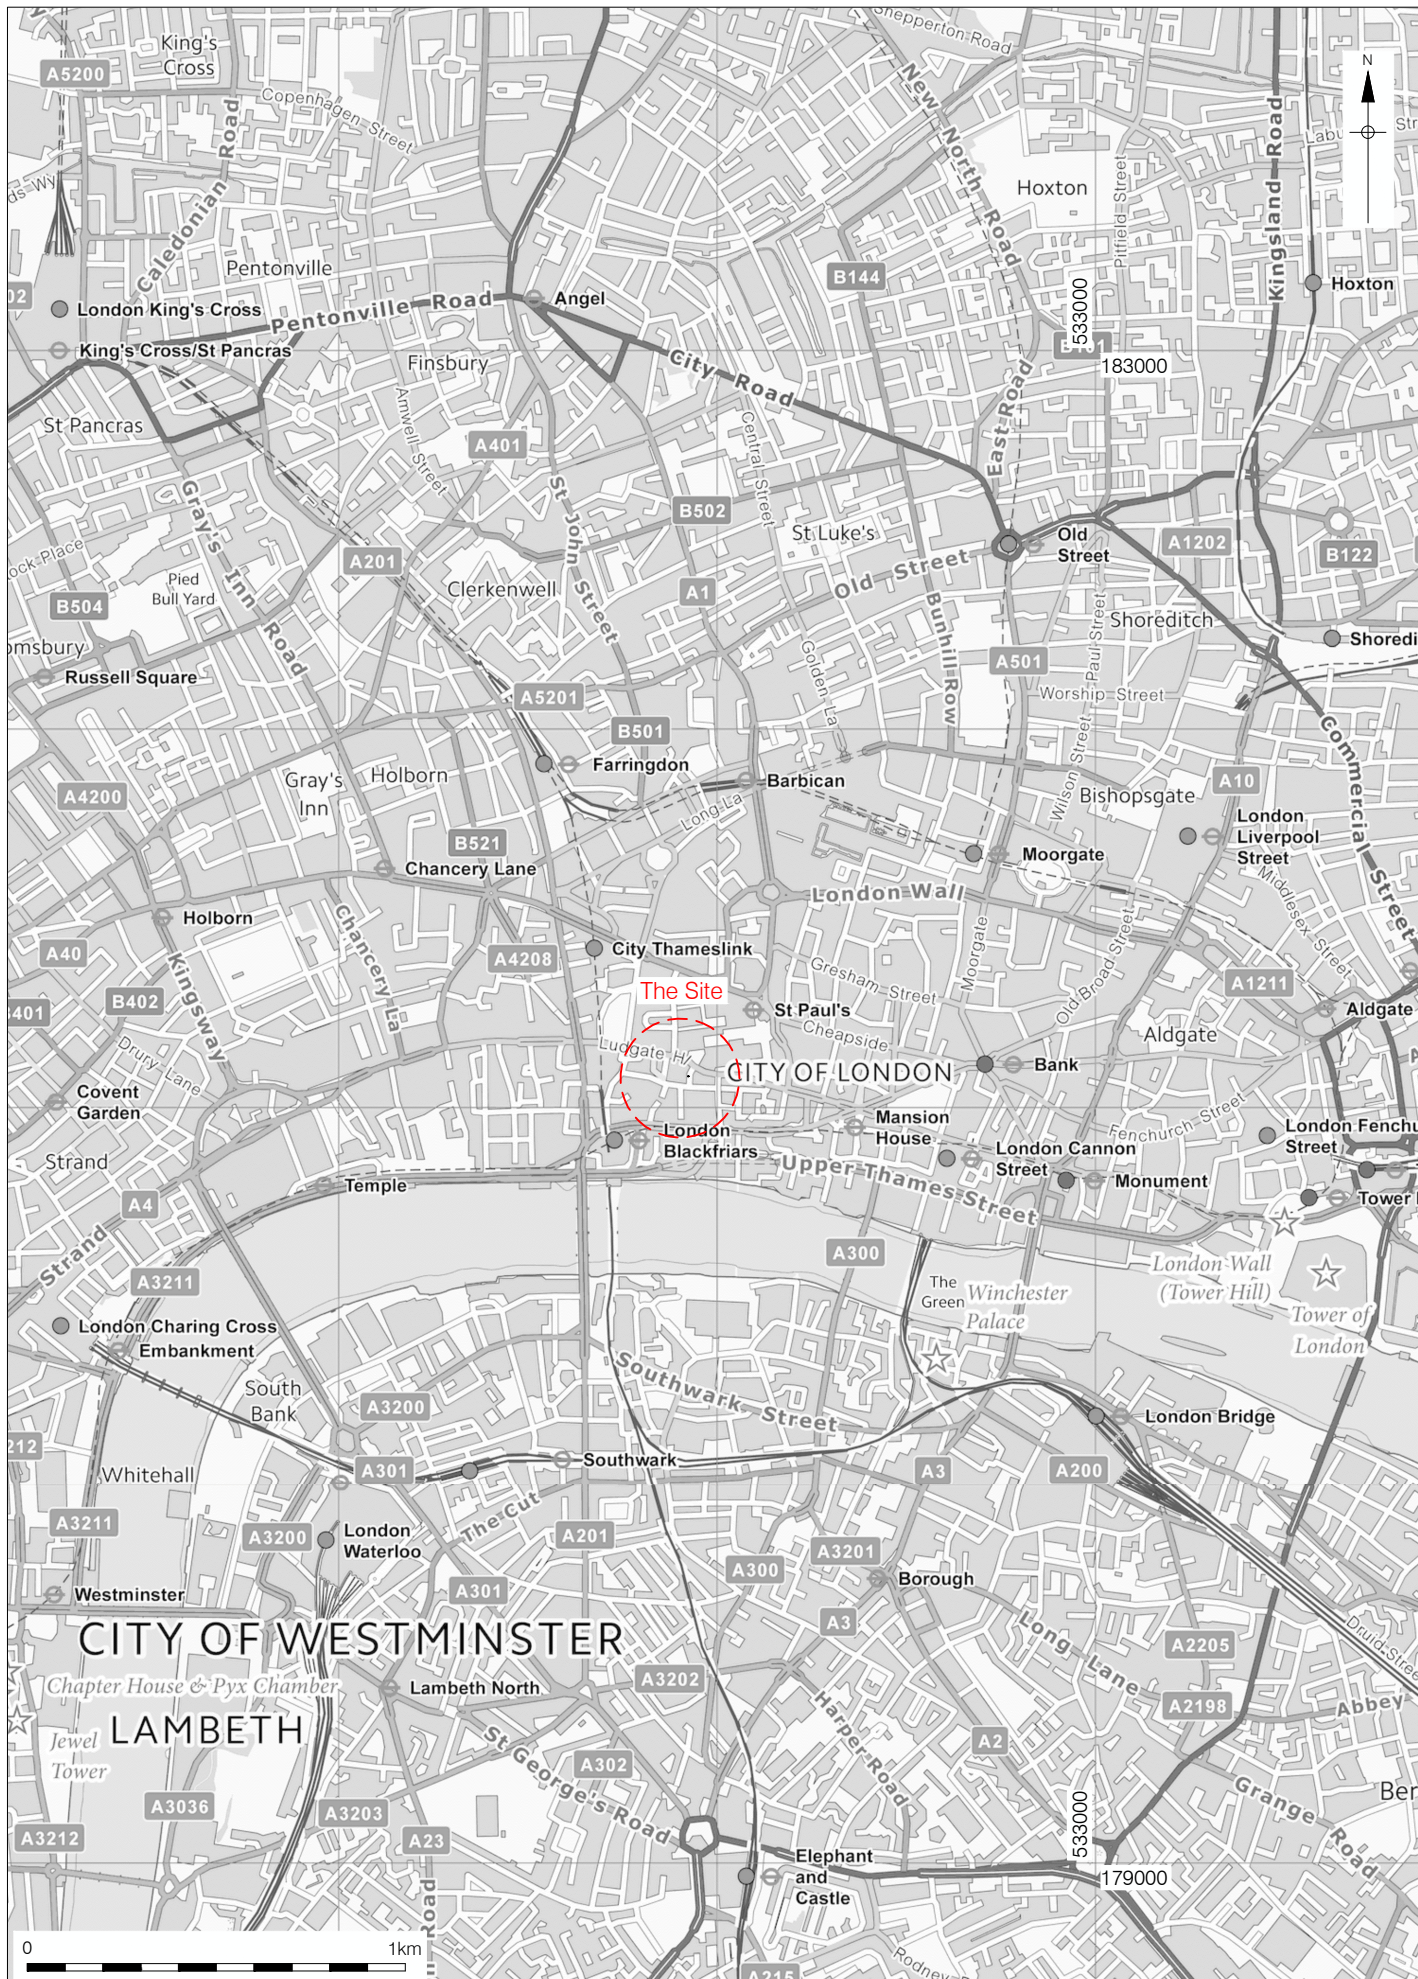 Shepperton Road
King's
Cross
A5200
N
Copenhagen Street
New North Road
Kingsland Road
Caledonian Road
Pitfield Street
Hoxton
Pentonville
B144
533000
Hoxton
London King's Cross
Pentonville Road
Angel
King's Cross/St Pancras
Finsbury
City Road
183000
St Pancras
Amwell Street
A401
Central Street
East Road
Gray's Inn Road
St John Street
B502
St Luke's
Old
Street
A1202
B122
A201
Pied
Bull Yard
Clerkenwell
A1
Old Street
Bunhill Row
B504
Paul Street
Shoreditch
omsbury
Shoredi
Russell Square
A501
Golden La
Worship Street
A5201
B501
Commercial Street
Gray's
Inn
Holborn
Farringdon
Barbican
Wilson Street
A10
A4200
Bishopsgate
Long La
London
Liverpool
Street
B521
Moorgate
Chancery Lane
London Wall
Middlesex Street
Holborn
Chancery La
Moorgate
Old Broad Street
A40
Kingsway
A4208
City Thameslink
Gresham Street
A1211
The Site
B402
St Paul's
Aldgate
401
Cheapside
Aldgate
Drury Lane
Ludgate H
CITY OF LONDON
Bank
Covent
Garden
Mansion
House
Fenchurch Street
London
Blackfriars
London Fenchu
Street
Strand
London Cannon
Street
Upper Thames Street
Temple
Monument
Tower
A4
Strand
A300
London Wall
(Tower Hill)
A3211
The
Green
Winchester
Palace
Tower of
London
London Charing Cross
Embankment
Southwark Street
South
Bank
A3200
London Bridge
212
Whitehall
A301
Southwark
A3
A200
The Cut
A3211
A3200
London
Waterloo
A201
A300
A3201
Westminster
A301
Borough
A3
CITY OF WESTMINSTER
Long Lane
A2205
Druid Stree
Chapter House & Pyx Chamber
Lambeth North
A3202
A2198
Abbey
Jewel
Tower
LAMBETH
St George's Road
Harper Road
A2
A302
Grange Road
Ber
A3036
A3203
533000
A3212
A23
Elephant
and
Castle
179000
Road
0
1km
A215